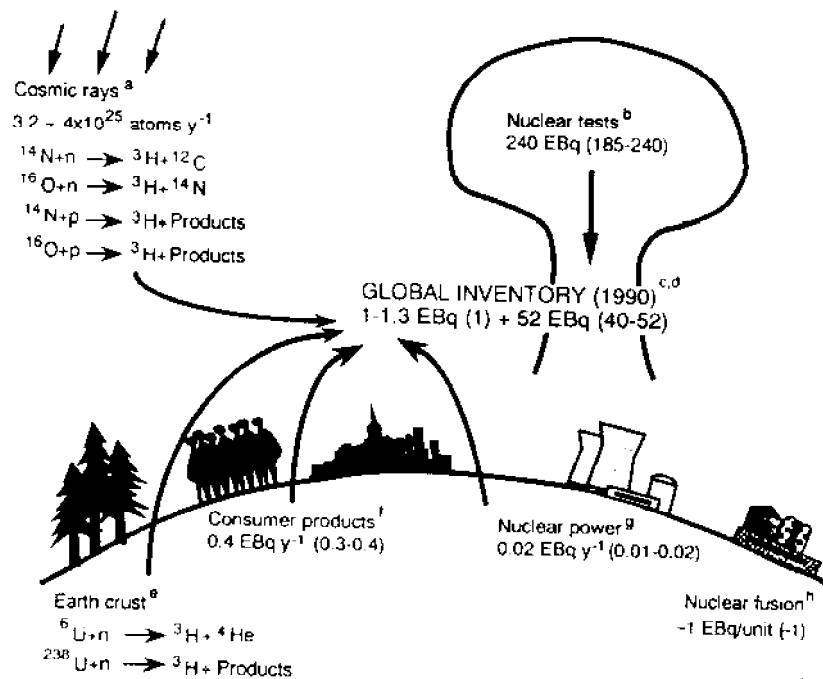 Cosmic rays a
3.2 - 4x10²⁵ atoms y⁻¹
¹⁴N+n → ³H+¹²C
¹⁶O+n → ³H+¹⁴N
¹⁴N+p → ³H+Products
¹⁶O+p → ³H+Products
Nuclear tests b
240 EBq (185-240)
GLOBAL INVENTORY (1990) c,d
1-1.3 EBq (1) + 52 EBq (40-52)
Consumer products f
0.4 EBq y⁻¹ (0.3-0.4)
Nuclear power g
0.02 EBq y⁻¹ (0.01-0.02)
Earth crust e
⁶Li+n → ³H + ⁴He
²³⁸U+n → ³H+ Products
Nuclear fusion h
~1 EBq/unit (~1)